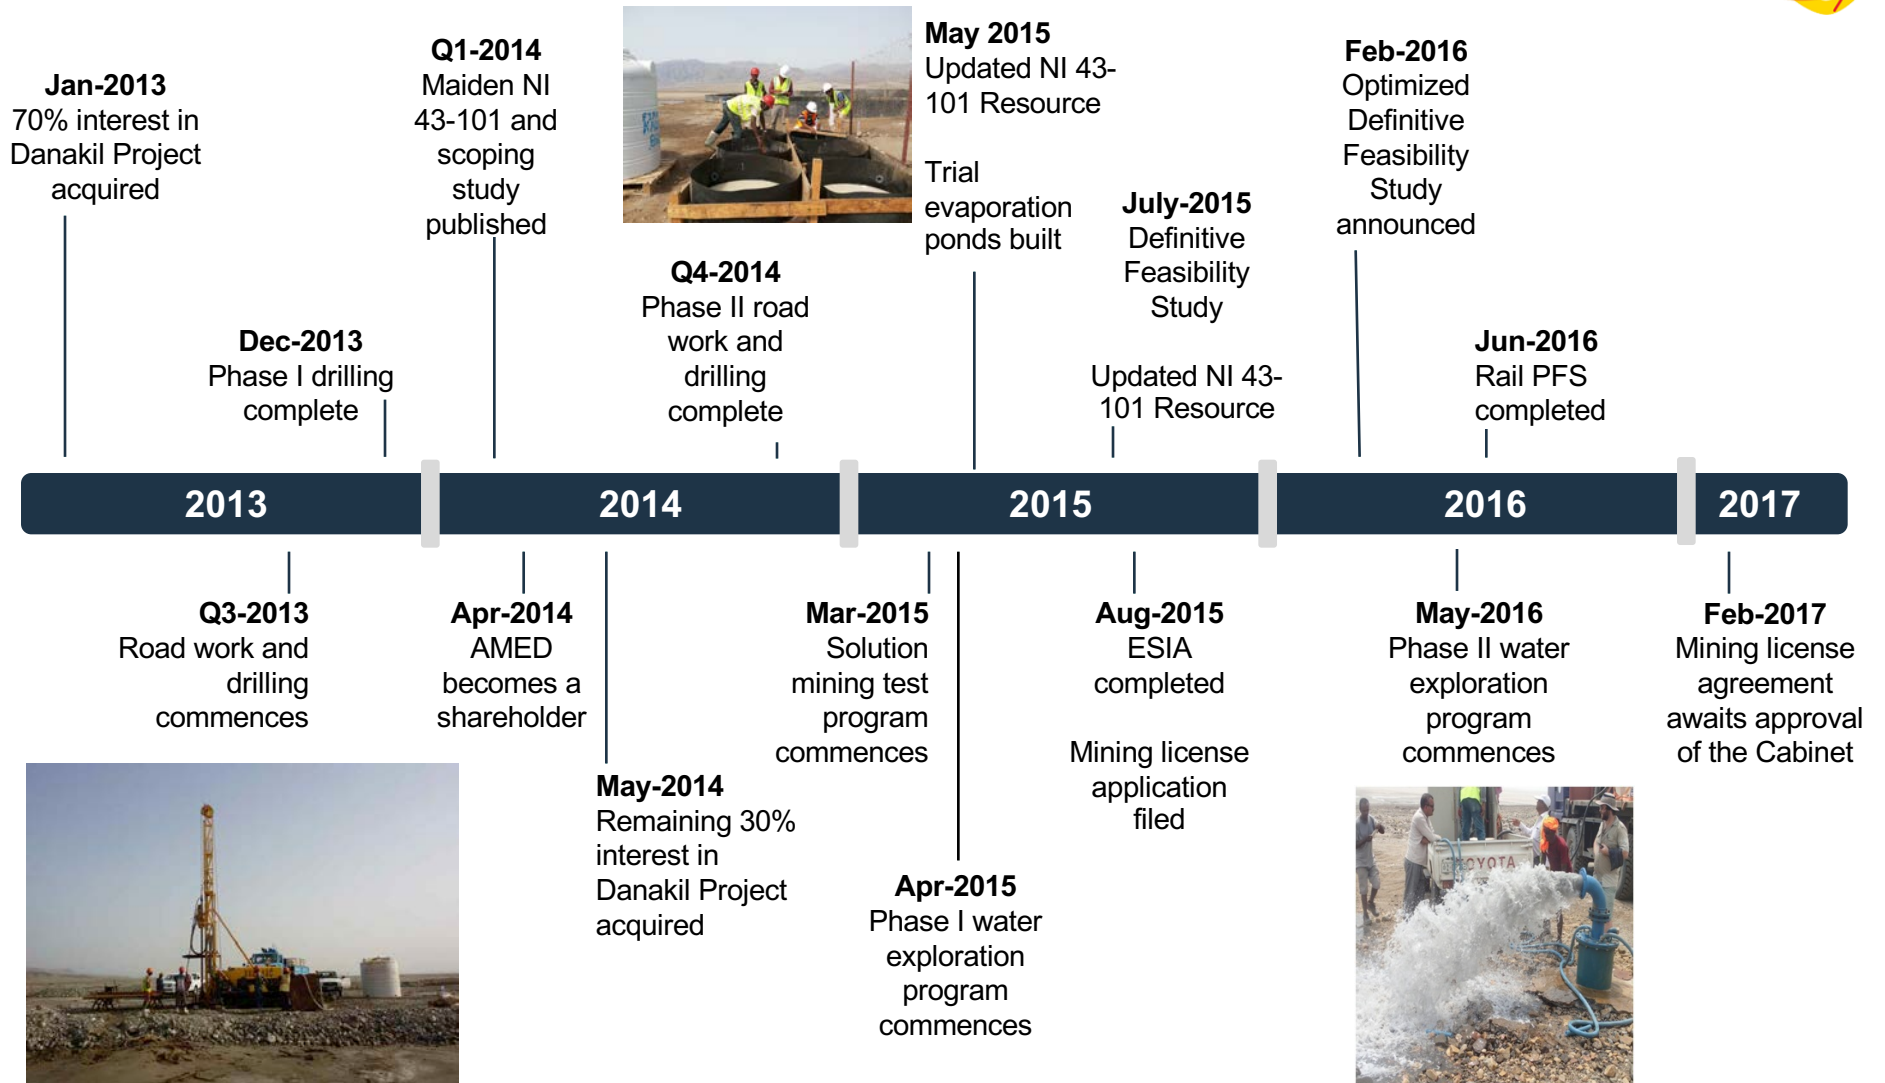 Jan-2013
70% interest in
Danakil Project
acquired
Dec-2013
Phase I drilling
complete
Q1-2014
Maiden NI
43-101 and
scoping
study
published
Q4-2014
Phase II road
work and
drilling
complete
May 2015
Updated NI 43-
101 Resource
Trial
evaporation
ponds built
July-2015
Definitive
Feasibility
Study
Updated NI 43-
101 Resource
Feb-2016
Optimized
Definitive
Feasibility
Study
announced
Jun-2016
Rail PFS
completed
2013
2014
2015
2016
2017
Q3-2013
Road work and
drilling
commences
Apr-2014
AMED
becomes a
shareholder
May-2014
Remaining 30%
interest in
Danakil Project
acquired
Mar-2015
Solution
mining test
program
commences
Apr-2015
Phase I water
exploration
program
commences
Aug-2015
ESIA
completed
Mining license
application
filed
May-2016
Phase II water
exploration
program
commences
TOYOTA
Feb-2017
Mining license
agreement
awaits approval
of the Cabinet